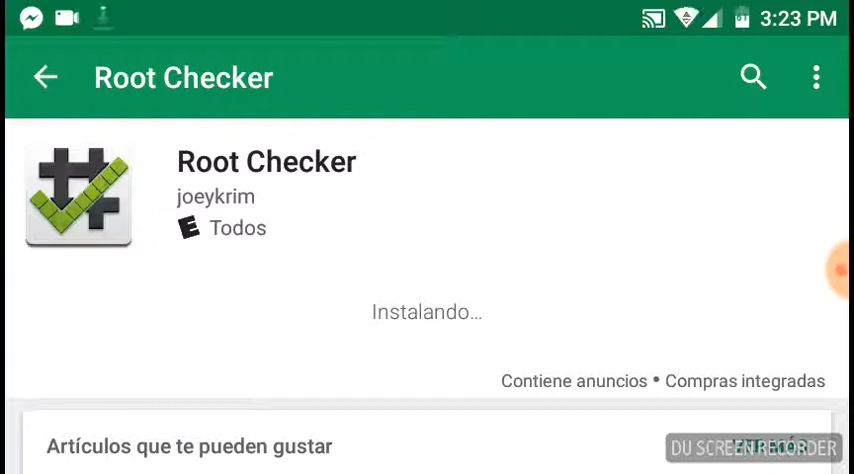 3:23 PM
Root Checker
Root Checker
joeykrim
E Todos
Instalando...
Contiene anuncios • Compras integradas
Artículos que te pueden gustar
DU SCREEN RECORDER